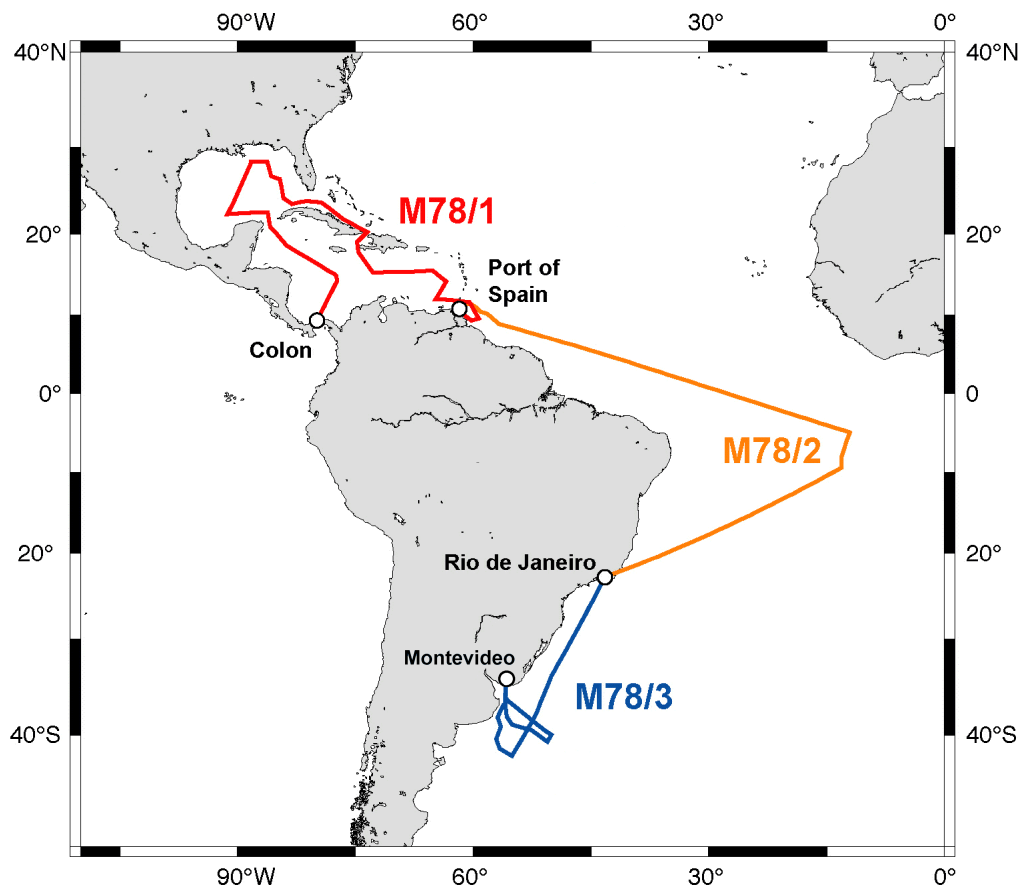 90°W 60° 30° 0°
40°N 40°N
M78/1
20° 20°
Port of
Spain
Colon
0° 0
M78/2
20° 20°
Rio de Janeiro
Montevideo
M78/3
40°S 40°S
90°W 60° 30° 0°